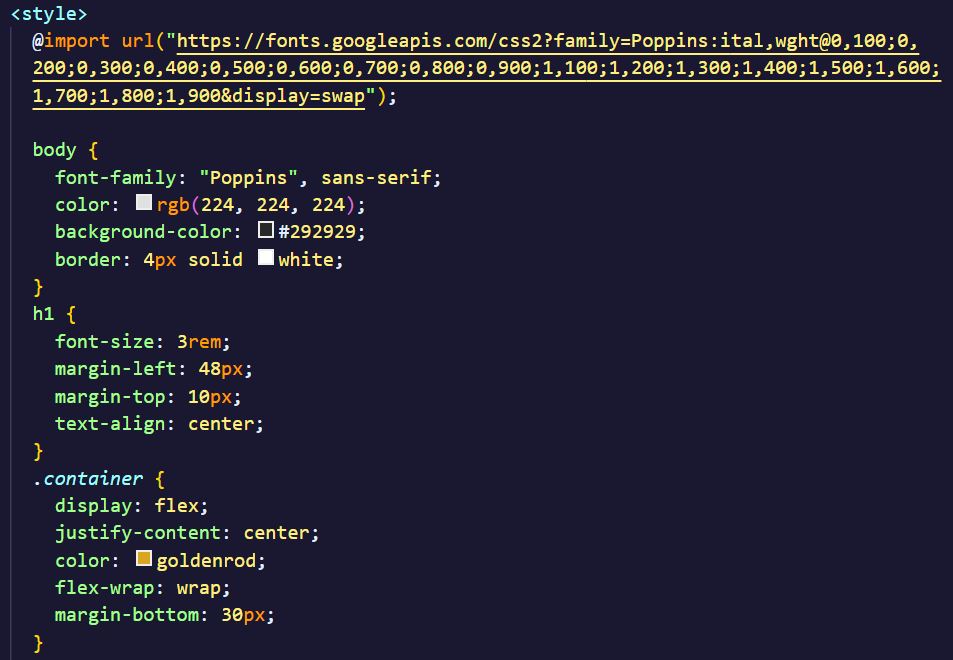 <style>
@import url("https://fonts.googleapis.com/css2?family=Poppins:ital,wght@0,100;0,
200;0,300;0,400;0,500;0,600;0,700;0,800;0,900;1,100;1,200;1,300;1,400;1,500;1,600;
1,700;1,800;1,900&display=swap");
body {
font-family: "Poppins", sans-serif;
color: rgb(224, 224, 224);
background-color: #292929;
border: 4px solid white;
}
h1 {
font-size: 3rem;
margin-left: 48px;
margin-top: 10px;
text-align: center;
}
.container {
display: flex;
justify-content: center;
color: goldenrod;
flex-wrap: wrap;
margin-bottom: 30px;
}